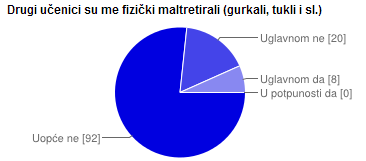 Drugi učenici su me fizički maltretirali (gurkali, tukli i sl.)
Uglavnom ne [20]
Uglavnom da [8]
U potpunosti da [0]
Uopće ne [92]